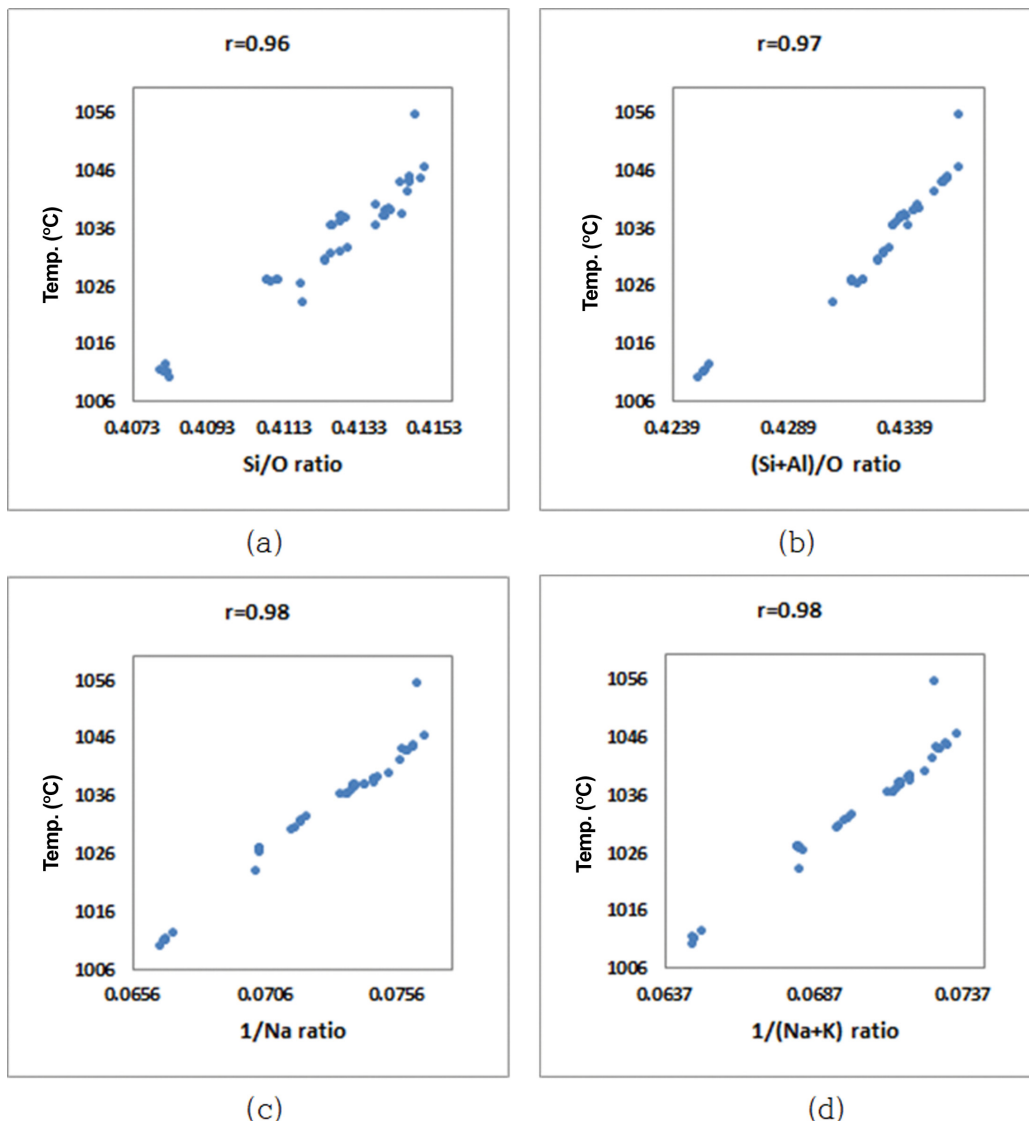 r=0.96
1056
1046
1036
1026
1016
1006
Temp. (°C)
0.4073 0.4093 0.4113 0.4133 0.4153
Si/O ratio
(a)
r=0.97
1056
1046
1036
1026
1016
1006
Temp. (°C)
0.4239 0.4289 0.4339
(Si+Al)/O ratio
(b)
r=0.98
1056
1046
1036
1026
1016
1006
Temp. (°C)
0.0656 0.0706 0.0756
1/Na ratio
(c)
r=0.98
1056
1046
1036
1026
1016
1006
Temp. (°C)
0.0637 0.0687 0.0737
1/(Na+K) ratio
(d)